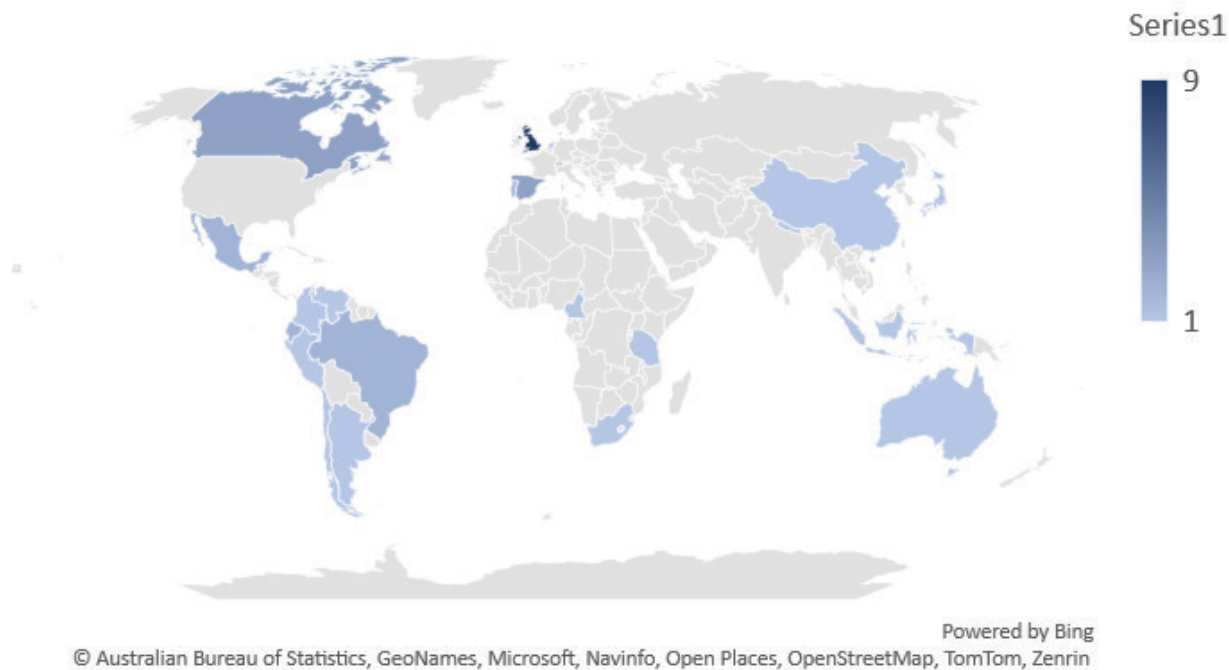 Series1
9
1
Powered by Bing
© Australian Bureau of Statistics, GeoNames, Microsoft, Navinfo, Open Places, OpenStreetMap, TomTom, Zenrin